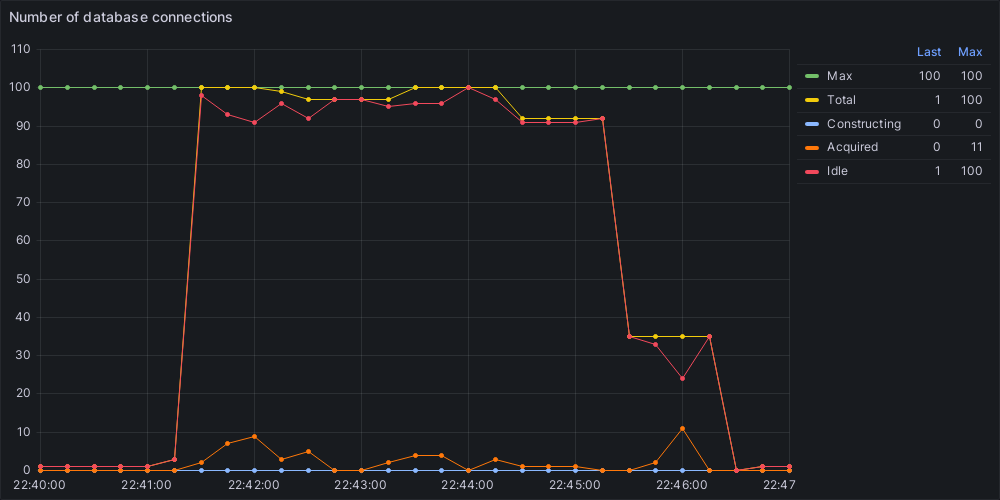 Number of database connections
Last Max
110
100
90
80
70
60
50
40
30
20
10
0
22:40:00 22:41:00 22:42:00 22:43:00 22:44:00 22:45:00 22:46:00 22:47
Max 100 100
Total 1 100
Constructing 0 0
Acquired 0 11
Idle 1 100